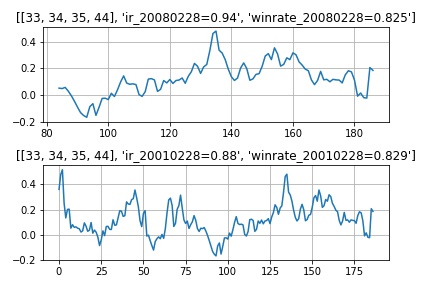 [[33, 34, 35, 44], 'ir_20080228=0.94', 'winrate_20080228=0.825']
0.4
0.2
0.0
−0.2
80 100 120 140 160 180
[[33, 34, 35, 44], 'ir_20010228=0.88', 'winrate_20010228=0.829']
0.4
0.2
0.0
−0.2
0 25 50 75 100 125 150 175